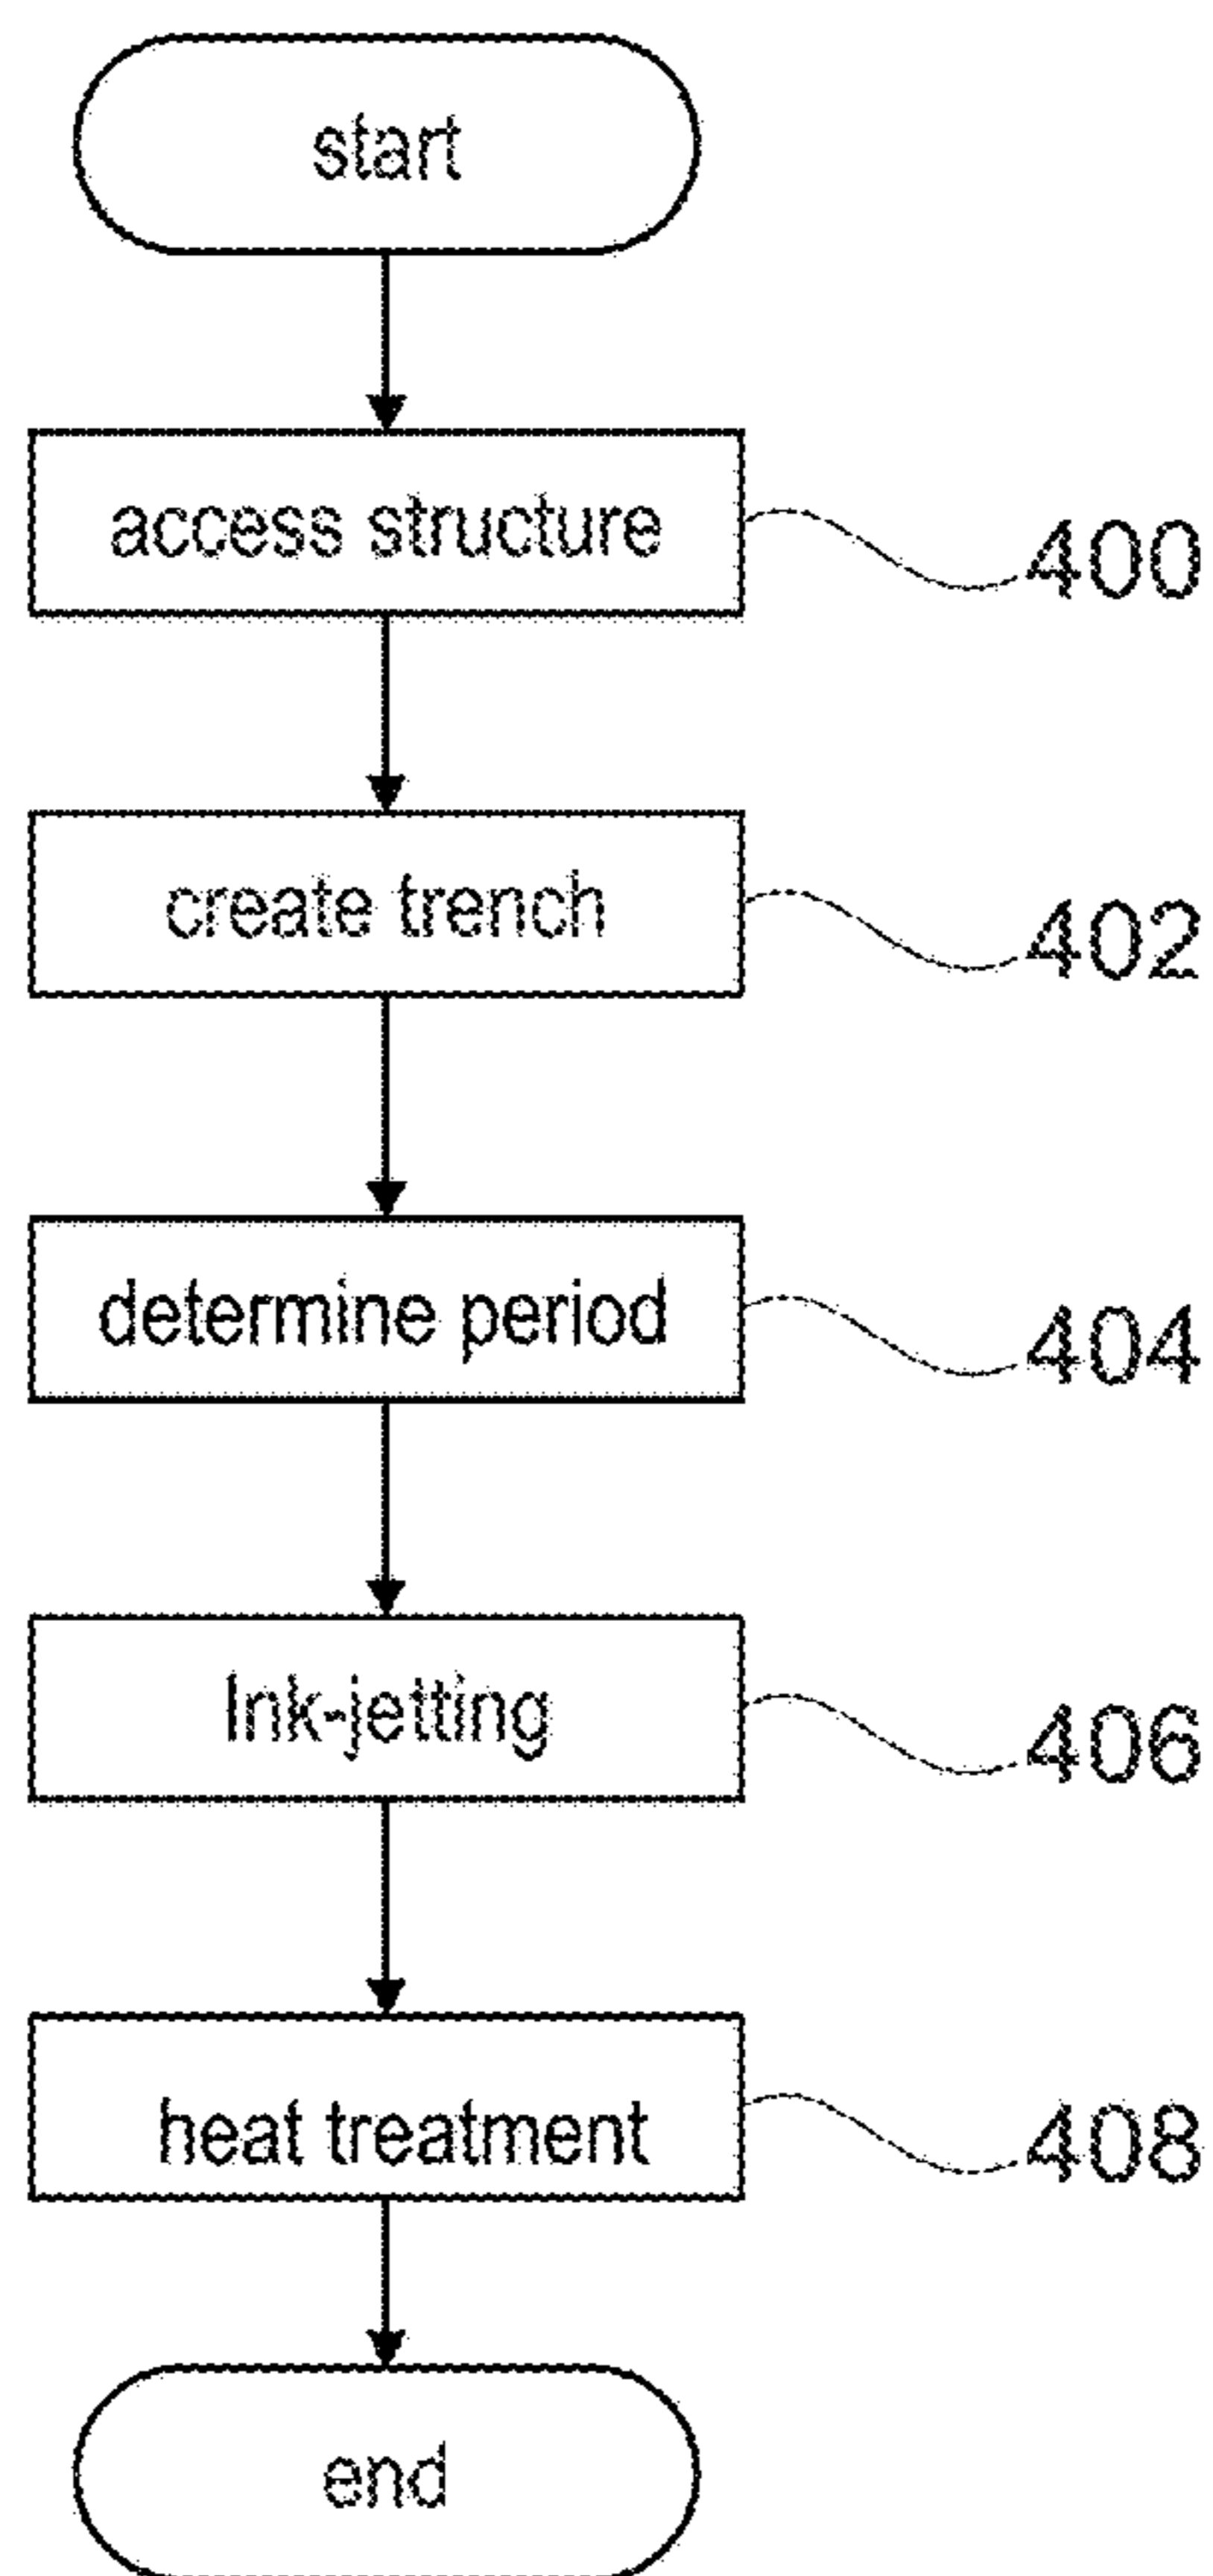 start
access structure
400
create trench
402
determine period
404
Ink-jetting
406
heat treatment
408
end